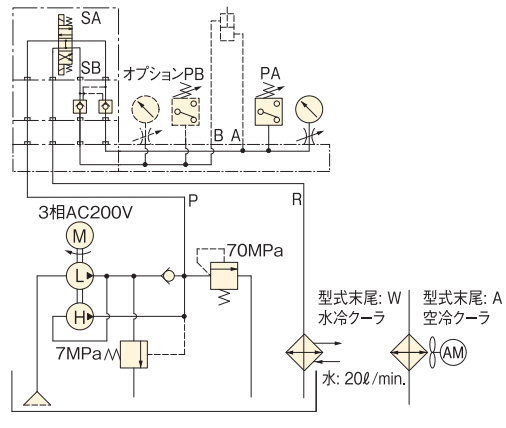 SA
SB
オプションPB
PA
B A
P
R
3相AC200V
M
L
H
70MPa
7MPa
型式末尾: W
水冷クーラ
型式末尾: A
空冷クーラ
AM
水: 20ℓ/min.